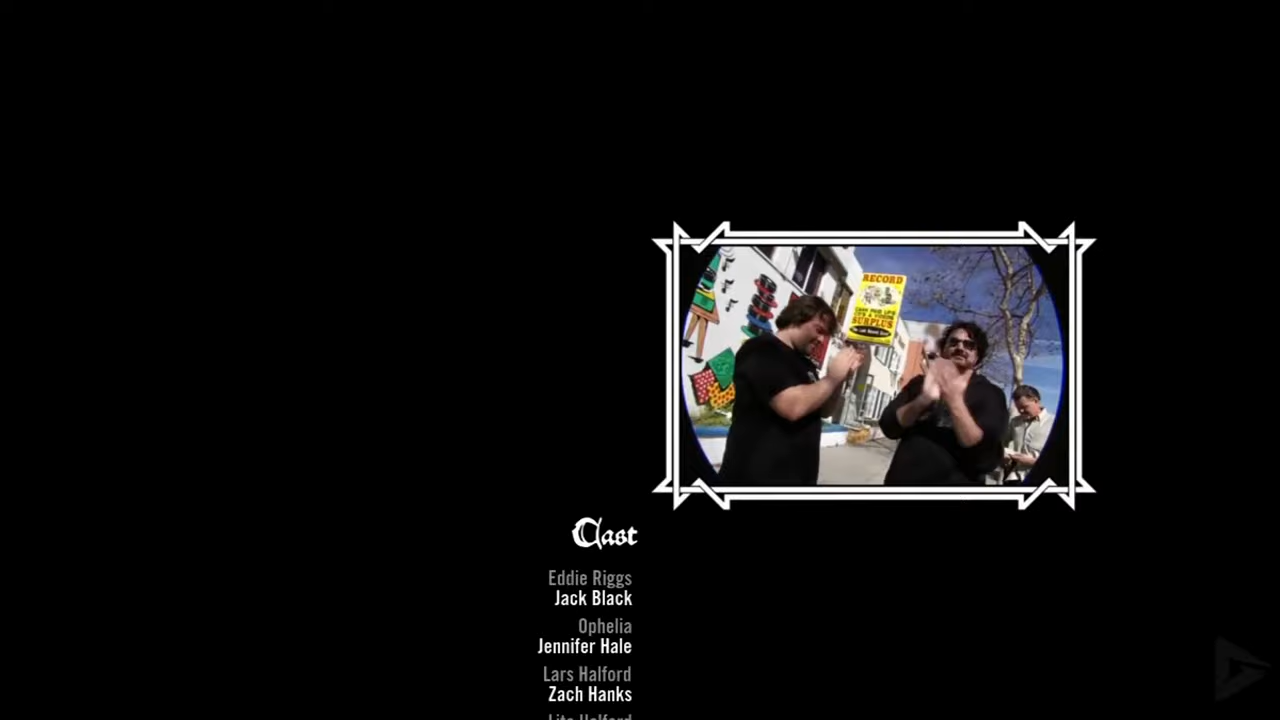 RECORD
SURPLUS
Cast
Eddie Riggs
Jack Black
Ophelia
Jennifer Hale
Lars Halford
Zach Hanks